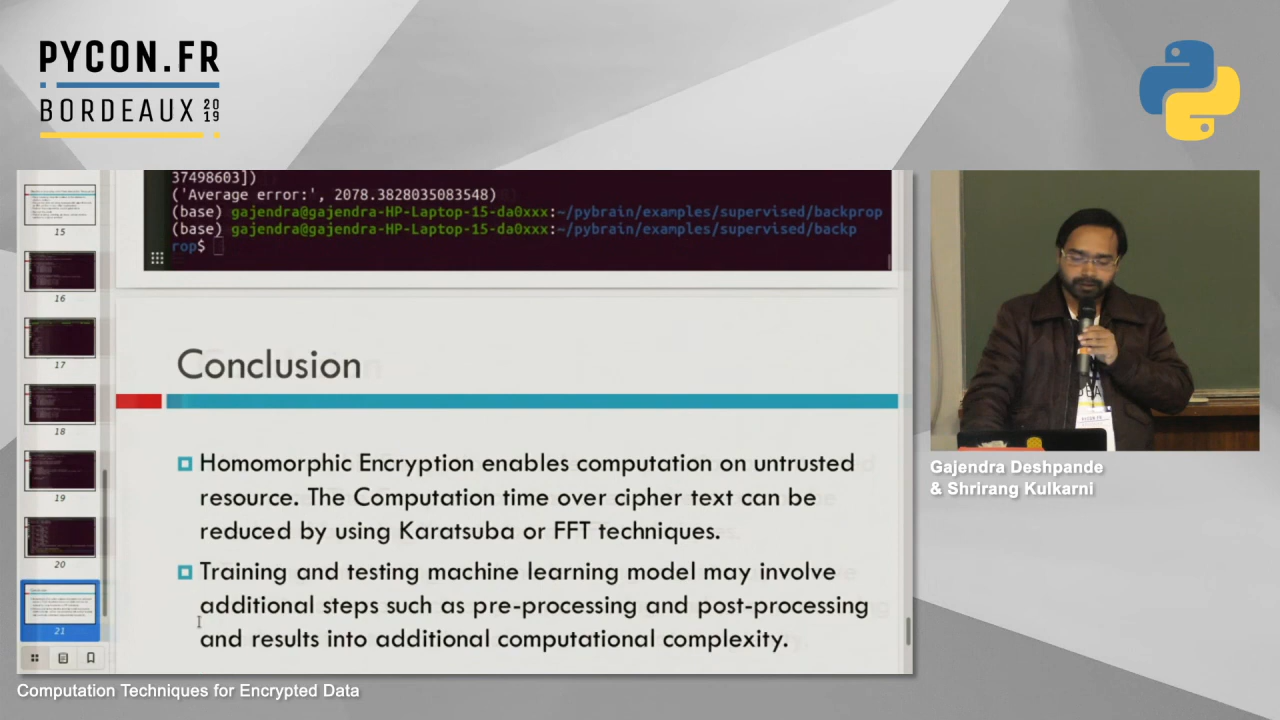 PYCON.FR
BORDEAUX 2019
37498603])
('Average error:', 2078.3828035083548)
(base) gajendra@gajendra-HP-Laptop-15-da0xxx:~/pybrain/examples/supervised/backprop
(base) gajendra@gajendra-HP-Laptop-15-da0xxx:~/pybrain/examples/supervised/backp
rop$
15
16
17
18
19
20
21
Conclusion
Homomorphic Encryption enables computation on untrusted
resource. The Computation time over cipher text can be
reduced by using Karatsuba or FFT techniques.
Training and testing machine learning model may involve
additional steps such as pre-processing and post-processing
and results into additional computational complexity.
PYCON.FR
Gajendra Deshpande
& Shrirang Kulkarni
Computation Techniques for Encrypted Data